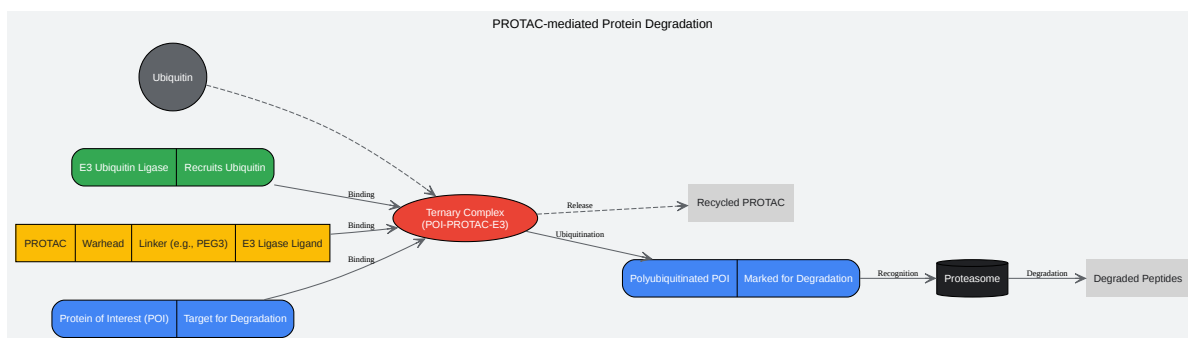 PROTAC-mediated Protein Degradation
Ubiquitin
E3 Ubiquitin Ligase
Recruits Ubiquitin
Binding
PROTAC
Warhead
Linker (e.g., PEG3)
E3 Ligase Ligand
Binding
Binding
Protein of Interest (POI)
Target for Degradation
Ternary Complex
(POI-PROTAC-E3)
Release
Recycled PROTAC
Ubiquitination
Polyubiquitinated POI
Marked for Degradation
Recognition
Proteasome
Degradation
Degraded Peptides